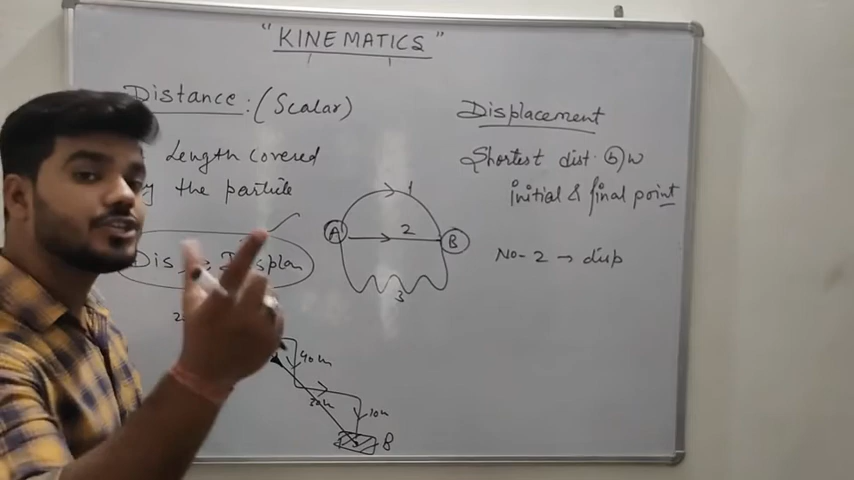 "KINEMATICS"
Distance : (Scalar)
Length covered
by the particle
Displacement
Shortest dist. b/w
initial & final point
1
A
2
B
3
No-2 → disp
40m
10m
B